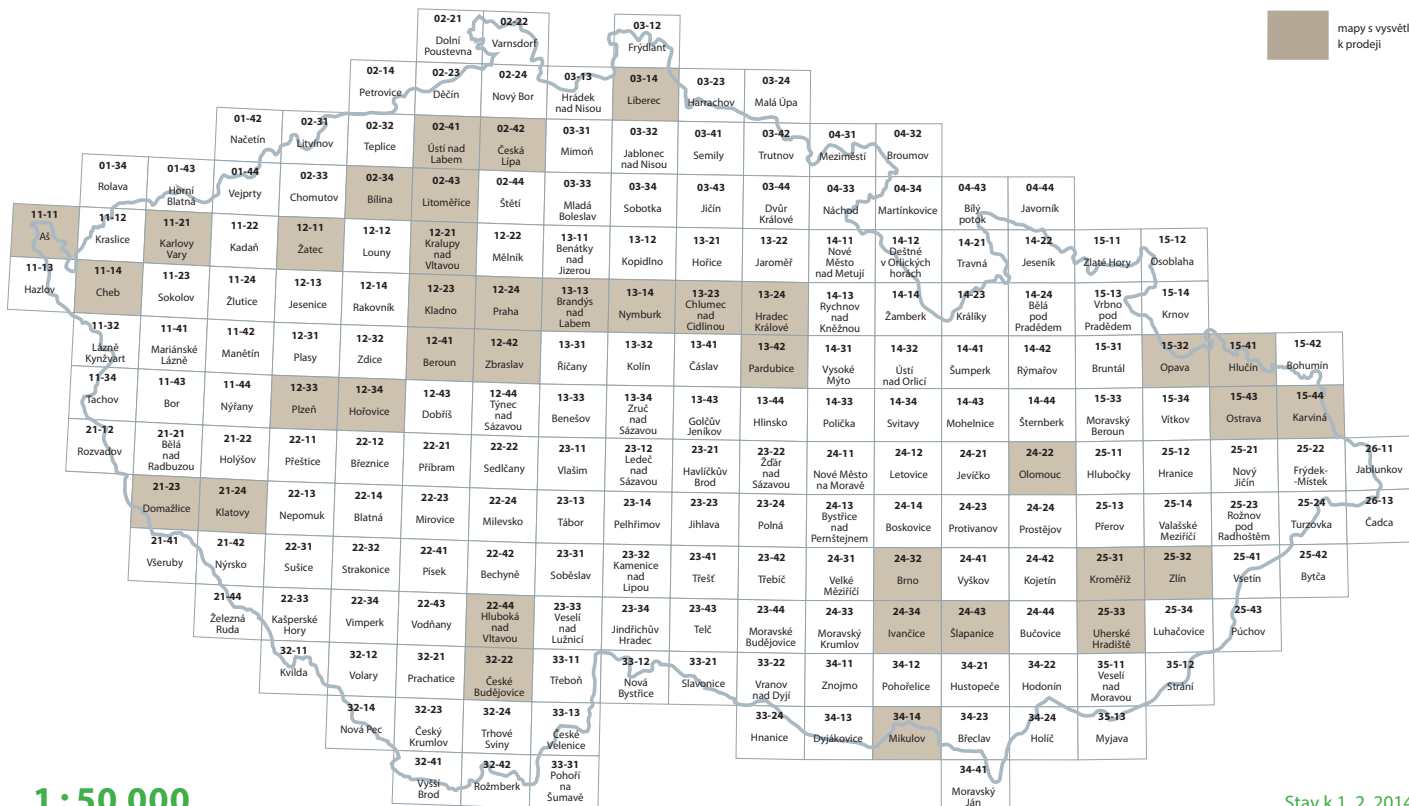 02-21
Dolní
Poustevna
02-22
Varnsdorf
03-12
Frýdlant
mapy s vysvětl
k prodeji
02-14
Petrovice
02-23
Děčín
02-24
Nový Bor
03-13
Hrádek
nad Nisou
03-14
Liberec
03-23
Harrachov
03-24
Malá Úpa
01-42
Načetín
02-31
Litvínov
02-32
Teplice
02-41
Ústí nad
Labem
02-42
Česká
Lípa
03-31
Mimoň
03-32
Jablonec
nad Nisou
03-41
Semily
03-42
Trutnov
04-31
Meziměstí
04-32
Broumov
01-34
Rolava
01-43
Horní
Blatná
01-44
Vejprty
02-33
Chomutov
02-34
Bílina
02-43
Litoměřice
02-44
Štětí
03-33
Mladá
Boleslav
03-34
Sobotka
03-43
Jičín
03-44
Dvůr
Králové
04-33
Náchod
04-34
Martínkovice
04-43
Bílý
potok
04-44
Javorník
11-11
Aš
11-12
Kraslice
11-21
Karlovy
Vary
11-22
Kadaň
12-11
Žatec
12-12
Louny
12-21
Kralupy
nad
Vltavou
12-22
Mělník
13-11
Benátky
nad
Jizerou
13-12
Kopidlno
13-21
Hořice
13-22
Jaroměř
14-11
Nové
Město
nad Metují
14-12
Deštné
v Orlických
horách
14-21
Travná
14-22
Jeseník
15-11
Zlaté Hory
15-12
Osoblaha
11-13
Hazlov
11-14
Cheb
11-23
Sokolov
11-24
Žlutice
12-13
Jesenice
12-14
Rakovník
12-23
Kladno
12-24
Praha
13-13
Brandýs
nad
Labem
13-14
Nymburk
13-23
Chlumec
nad
Cidlinou
13-24
Hradec
Králové
14-13
Rychnov
nad
Kněžnou
14-14
Žamberk
14-23
Králíky
14-24
Bělá
pod
Pradědem
15-13
Vrbno
pod
Pradědem
15-14
Krnov
11-32
Lázně
Kynžvart
11-41
Mariánské
Lázně
11-42
Manětín
12-31
Plasy
12-32
Zdice
12-41
Beroun
12-42
Zbraslav
13-31
Říčany
13-32
Kolín
13-41
Čáslav
13-42
Pardubice
14-31
Vysoké
Mýto
14-32
Ústí
nad Orlicí
14-41
Šumperk
14-42
Rýmařov
15-31
Bruntál
15-32
Opava
15-41
Hlučín
15-42
Bohumín
11-34
Tachov
11-43
Bor
11-44
Nýřany
12-33
Plzeň
12-34
Hořovice
12-43
Dobříš
12-44
Týnec
nad
Sázavou
13-33
Benešov
13-34
Zruč
nad
Sázavou
13-43
Golčův
Jeníkov
13-44
Hlinsko
14-33
Polička
14-34
Svitavy
14-43
Mohelnice
14-44
Šternberk
15-33
Moravský
Beroun
15-34
Vítkov
15-43
Ostrava
15-44
Karviná
21-12
Rozvadov
21-21
Bělá
nad
Radbuzou
21-22
Holýšov
22-11
Přeštice
22-12
Březnice
22-21
Příbram
22-22
Sedlčany
23-11
Vlašim
23-12
Ledeč
nad
Sázavou
23-21
Havlíčkův
Brod
23-22
Žďár
nad
Sázavou
24-11
Nové Město
na Moravě
24-12
Letovice
24-21
Jevíčko
24-22
Olomouc
25-11
Hlubočky
25-12
Hranice
25-21
Nový
Jičín
25-22
Frýdek-
-Místek
26-11
Jablunkov
21-23
Domažlice
21-24
Klatovy
22-13
Nepomuk
22-14
Blatná
22-23
Mirovice
22-24
Milevsko
23-13
Tábor
23-14
Pelhřimov
23-23
Jihlava
23-24
Polná
24-13
Bystřice
nad
Pernštejnem
24-14
Boskovice
24-23
Protivanov
24-24
Prostějov
25-13
Přerov
25-14
Valašské
Meziříčí
25-23
Rožnov
pod
Radhoštěm
25-24
Turzovka
26-13
Čadca
21-41
Všeruby
21-42
Nýrsko
22-31
Sušice
22-32
Strakonice
22-41
Písek
22-42
Bechyně
23-31
Soběslav
23-32
Kamenice
nad
Lipou
23-41
Třešť
23-42
Třebíč
24-31
Velké
Meziříčí
24-32
Brno
24-41
Vyškov
24-42
Kojetín
25-31
Kroměříž
25-32
Zlín
25-41
Vsetín
25-42
Bytča
21-44
Železná
Ruda
22-33
Kašperské
Hory
22-34
Vimperk
22-43
Vodňany
22-44
Hluboká
nad
Vltavou
23-33
Veselí
nad
Lužnicí
23-34
Jindřichův
Hradec
23-43
Telč
23-44
Moravské
Budějovice
24-33
Moravský
Krumlov
24-34
Ivančice
24-43
Šlapanice
24-44
Bučovice
25-33
Uherské
Hradiště
25-34
Luhačovice
25-43
Púchov
32-11
Kvilda
32-12
Volary
32-21
Prachatice
32-22
České
Budějovice
33-11
Třeboň
33-12
Nová
Bystřice
33-21
Slavonice
33-22
Vranov
nad Dyjí
34-11
Znojmo
34-12
Pohořelice
34-21
Hustopeče
34-22
Hodonín
35-11
Veselí
nad
Moravou
35-12
Strání
32-14
Nová Pec
32-23
Český
Krumlov
32-24
Trhové
Sviny
33-13
České
Velenice
33-24
Hnanice
34-13
Dyjákovice
34-14
Mikulov
34-23
Břeclav
34-24
Holíč
35-13
Myjava
32-41
Vyšší
Brod
32-42
Rožmberk
33-31
Pohoří
na
Šumavě
34-41
Moravský
Ján
1 : 50 000
Stav k 1. 2. 2014